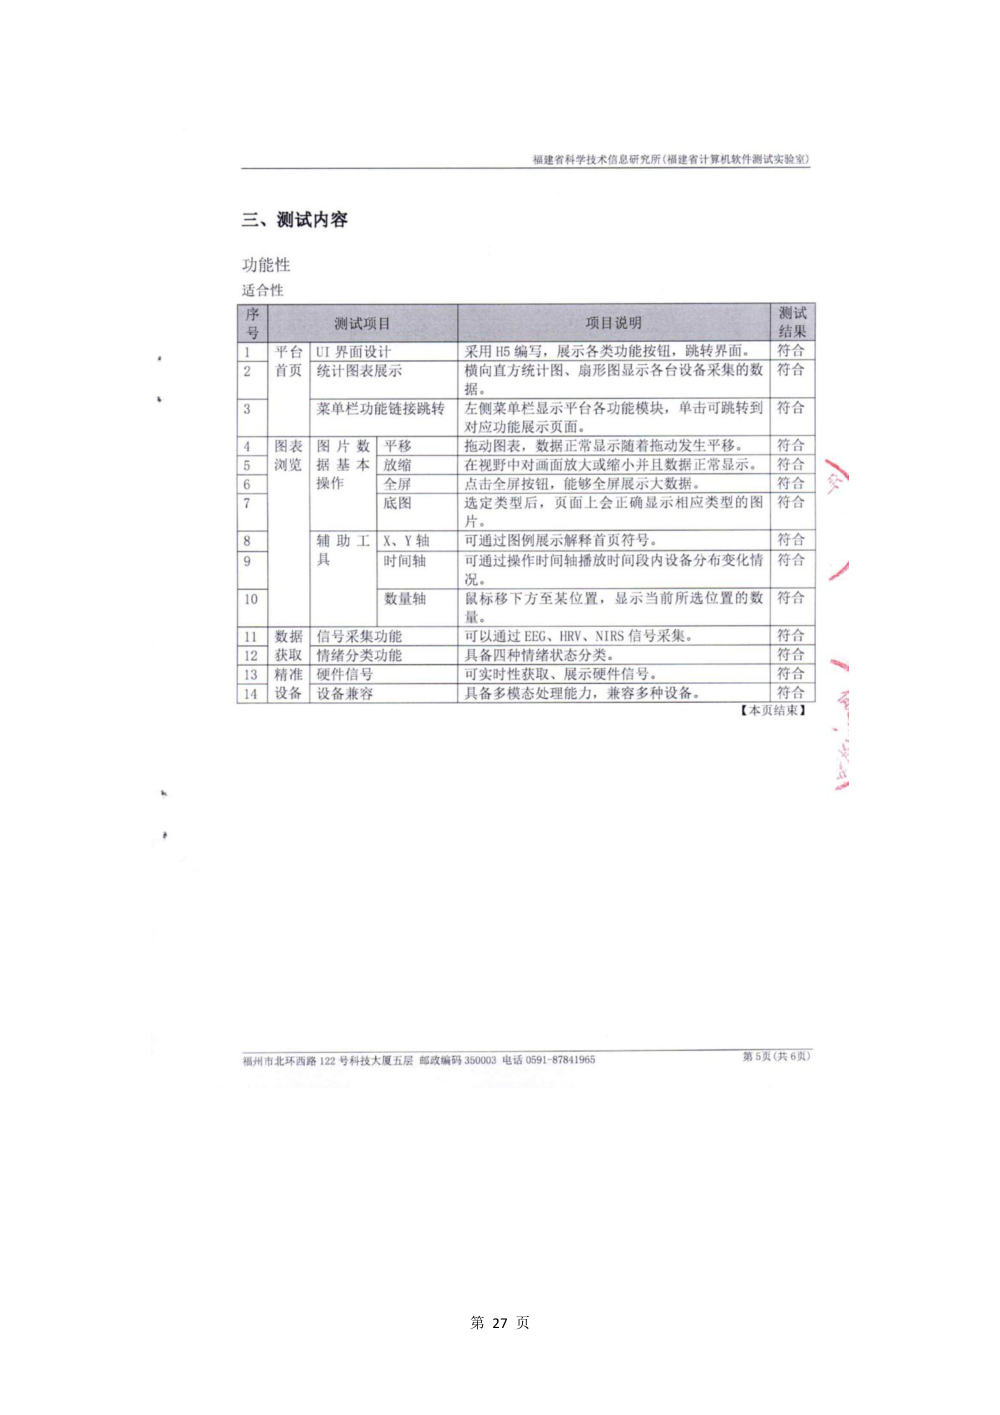 福建省科学技术信息研究所(福建省计算机软件测试实验室)
三、测试内容
功能性
适合性
序号 测试项目 项目说明 测试结果
1 平台首页 UI 界面设计 采用 H5 编写，展示各类功能按钮，跳转界面。 符合
2 统计图表展示 横向直方统计图、扇形图显示各台设备采集的数据。 符合
3 菜单栏功能链接跳转 左侧菜单栏显示平台各功能模块，单击可跳转到对应功能展示页面。 符合
4 图表浏览 图片数据基本操作 平移 拖动图表，数据正常显示随着拖动发生平移。 符合
5 放缩 在视野中对画面放大或缩小并且数据正常显示。 符合
6 全屏 点击全屏按钮，能够全屏展示大数据。 符合
7 底图 选定类型后，页面上会正确显示相应类型的图片。 符合
8 辅助工具 X、Y 轴 可通过图例展示解释首页符号。 符合
9 时间轴 可通过操作时间轴播放时间段内设备分布变化情况。 符合
10 数量轴 鼠标移下方至某位置，显示当前所选位置的数量。 符合
11 数据获取 信号采集功能 可以通过 EEG、HRV、NIRS 信号采集。 符合
12 情绪分类功能 具备四种情绪状态分类。 符合
13 精准设备 硬件信号 可实时性获取、展示硬件信号。 符合
14 设备兼容 具备多模态处理能力，兼容多种设备。 符合
【本页结束】
福州市北环西路 122 号科技大厦五层 邮政编码 350003 电话 0591-87841965
第 5页(共 6页)
第 27 页